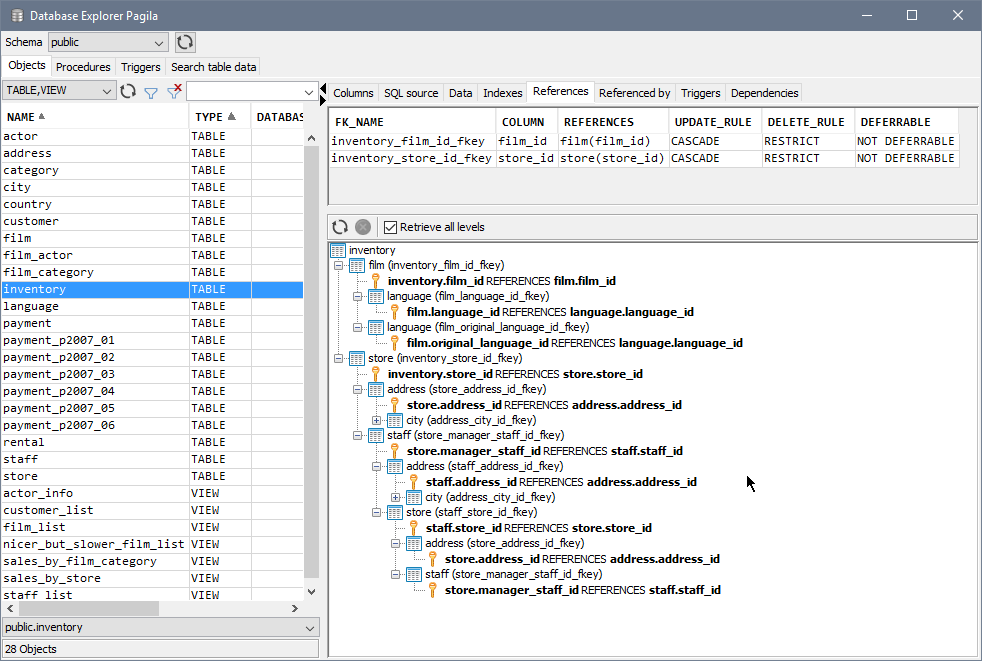 Database Explorer Pagila
Schema public
Objects Procedures Triggers Search table data
TABLE,VIEW
NAME TYPE DATABAS
actor TABLE
address TABLE
category TABLE
city TABLE
country TABLE
customer TABLE
film TABLE
film_actor TABLE
film_category TABLE
inventory TABLE
language TABLE
payment TABLE
payment_p2007_01 TABLE
payment_p2007_02 TABLE
payment_p2007_03 TABLE
payment_p2007_04 TABLE
payment_p2007_05 TABLE
payment_p2007_06 TABLE
rental TABLE
staff TABLE
store TABLE
actor_info VIEW
customer_list VIEW
film_list VIEW
nicer_but_slower_film_list VIEW
sales_by_film_category VIEW
sales_by_store VIEW
staff_list VIEW
public.inventory
28 Objects
Columns SQL source Data Indexes References Referenced by Triggers Dependencies
FK_NAME COLUMN REFERENCES UPDATE_RULE DELETE_RULE DEFERRABLE
inventory_film_id_fkey film_id film(film_id) CASCADE RESTRICT NOT DEFERRABLE
inventory_store_id_fkey store_id store(store_id) CASCADE RESTRICT NOT DEFERRABLE
Retrieve all levels
inventory
film (inventory_film_id_fkey)
inventory.film_id REFERENCES film.film_id
language (film_language_id_fkey)
film.language_id REFERENCES language.language_id
language (film_original_language_id_fkey)
film.original_language_id REFERENCES language.language_id
store (inventory_store_id_fkey)
inventory.store_id REFERENCES store.store_id
address (store_address_id_fkey)
store.address_id REFERENCES address.address_id
city (address_city_id_fkey)
staff (store_manager_staff_id_fkey)
store.manager_staff_id REFERENCES staff.staff_id
address (staff_address_id_fkey)
staff.address_id REFERENCES address.address_id
city (address_city_id_fkey)
store (staff_store_id_fkey)
staff.store_id REFERENCES store.store_id
address (store_address_id_fkey)
store.address_id REFERENCES address.address_id
staff (store_manager_staff_id_fkey)
store.manager_staff_id REFERENCES staff.staff_id